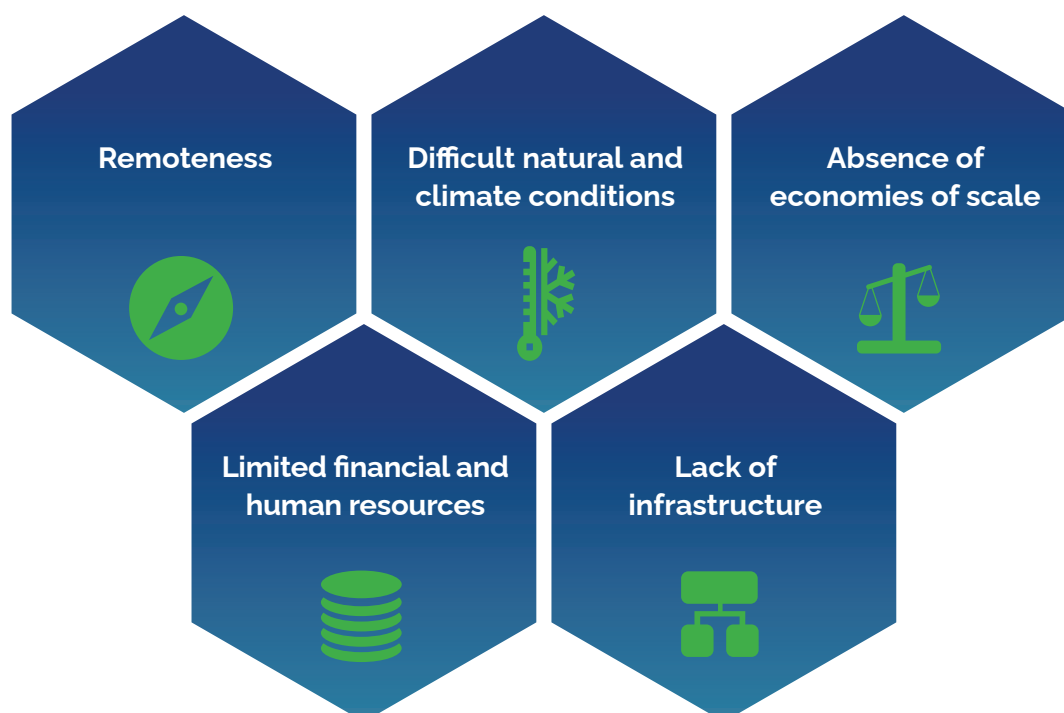 Remoteness
Difficult natural and
climate conditions
Absence of
economies of scale
Limited financial and
human resources
Lack of
infrastructure